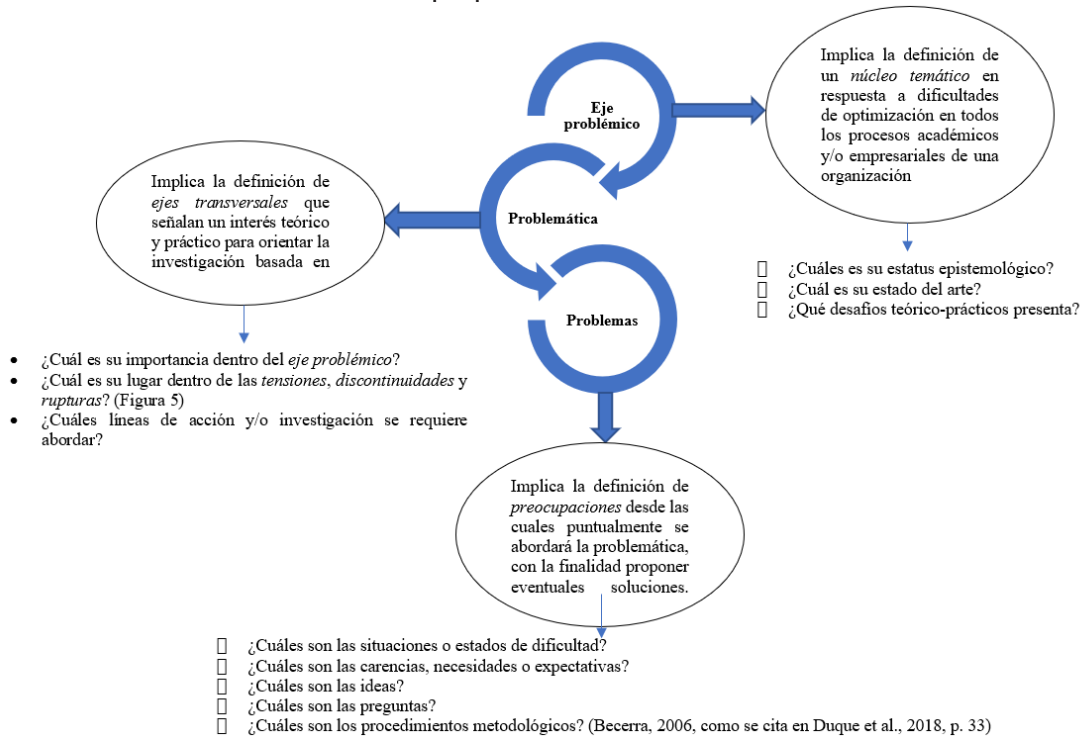 Eje
problémico
Implica la definición de
un núcleo temático en
respuesta a dificultades
de optimización en todos
los procesos académicos
y/o empresariales de una
organización
¿Cuáles es su estatus epistemológico?
¿Cuál es su estado del arte?
¿Qué desafíos teórico-prácticos presenta?
Problemática
Implica la definición de
ejes transversales que
señalan un interés teórico
y práctico para orientar la
investigación basada en
• ¿Cuál es su importancia dentro del eje problémico?
• ¿Cuál es su lugar dentro de las tensiones, discontinuidades y
rupturas? (Figura 5)
• ¿Cuáles líneas de acción y/o investigación se requiere
abordar?
Problemas
Implica la definición de
preocupaciones desde las
cuales puntualmente se
abordará la problemática,
con la finalidad proponer
eventuales soluciones.
¿Cuáles son las situaciones o estados de dificultad?
¿Cuáles son las carencias, necesidades o expectativas?
¿Cuáles son las ideas?
¿Cuáles son las preguntas?
¿Cuáles son los procedimientos metodológicos? (Becerra, 2006, como se cita en Duque et al., 2018, p. 33)